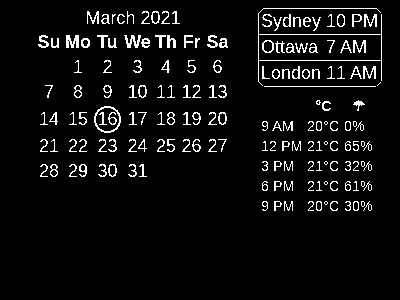 March 2021
Su Mo Tu We Th Fr Sa
1 2 3 4 5 6
7 8 9 10 11 12 13
14 15 16 17 18 19 20
21 22 23 24 25 26 27
28 29 30 31
Sydney 10 PM
Ottawa 7 AM
London 11 AM
°C ☂
9 AM 20°C 0%
12 PM 21°C 65%
3 PM 21°C 32%
6 PM 21°C 61%
9 PM 20°C 30%